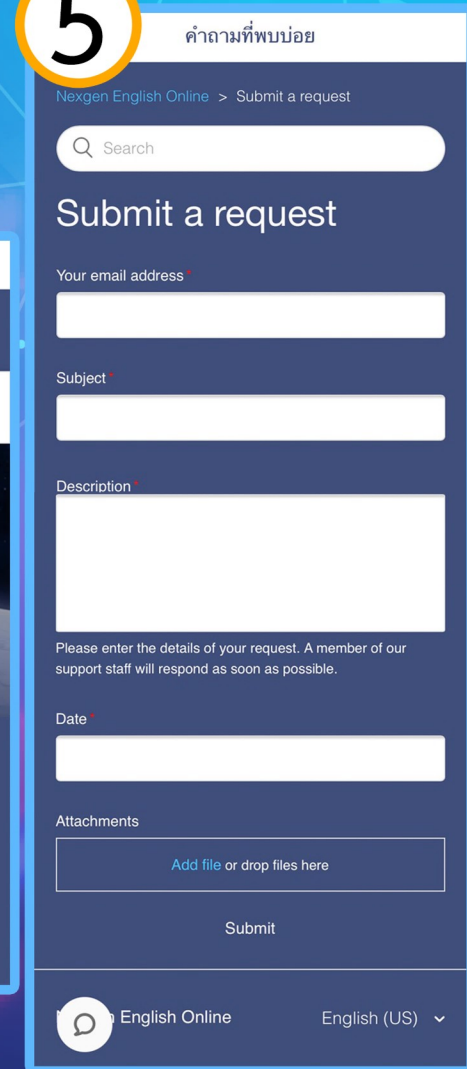 5
คำถามที่พบบ่อย
Nexgen English Online > Submit a request
Search
Submit a request
Your email address*
Subject*
Description*
Please enter the details of your request. A member of our
support staff will respond as soon as possible.
Date*
Attachments
Add file or drop files here
Submit
English Online
English (US)